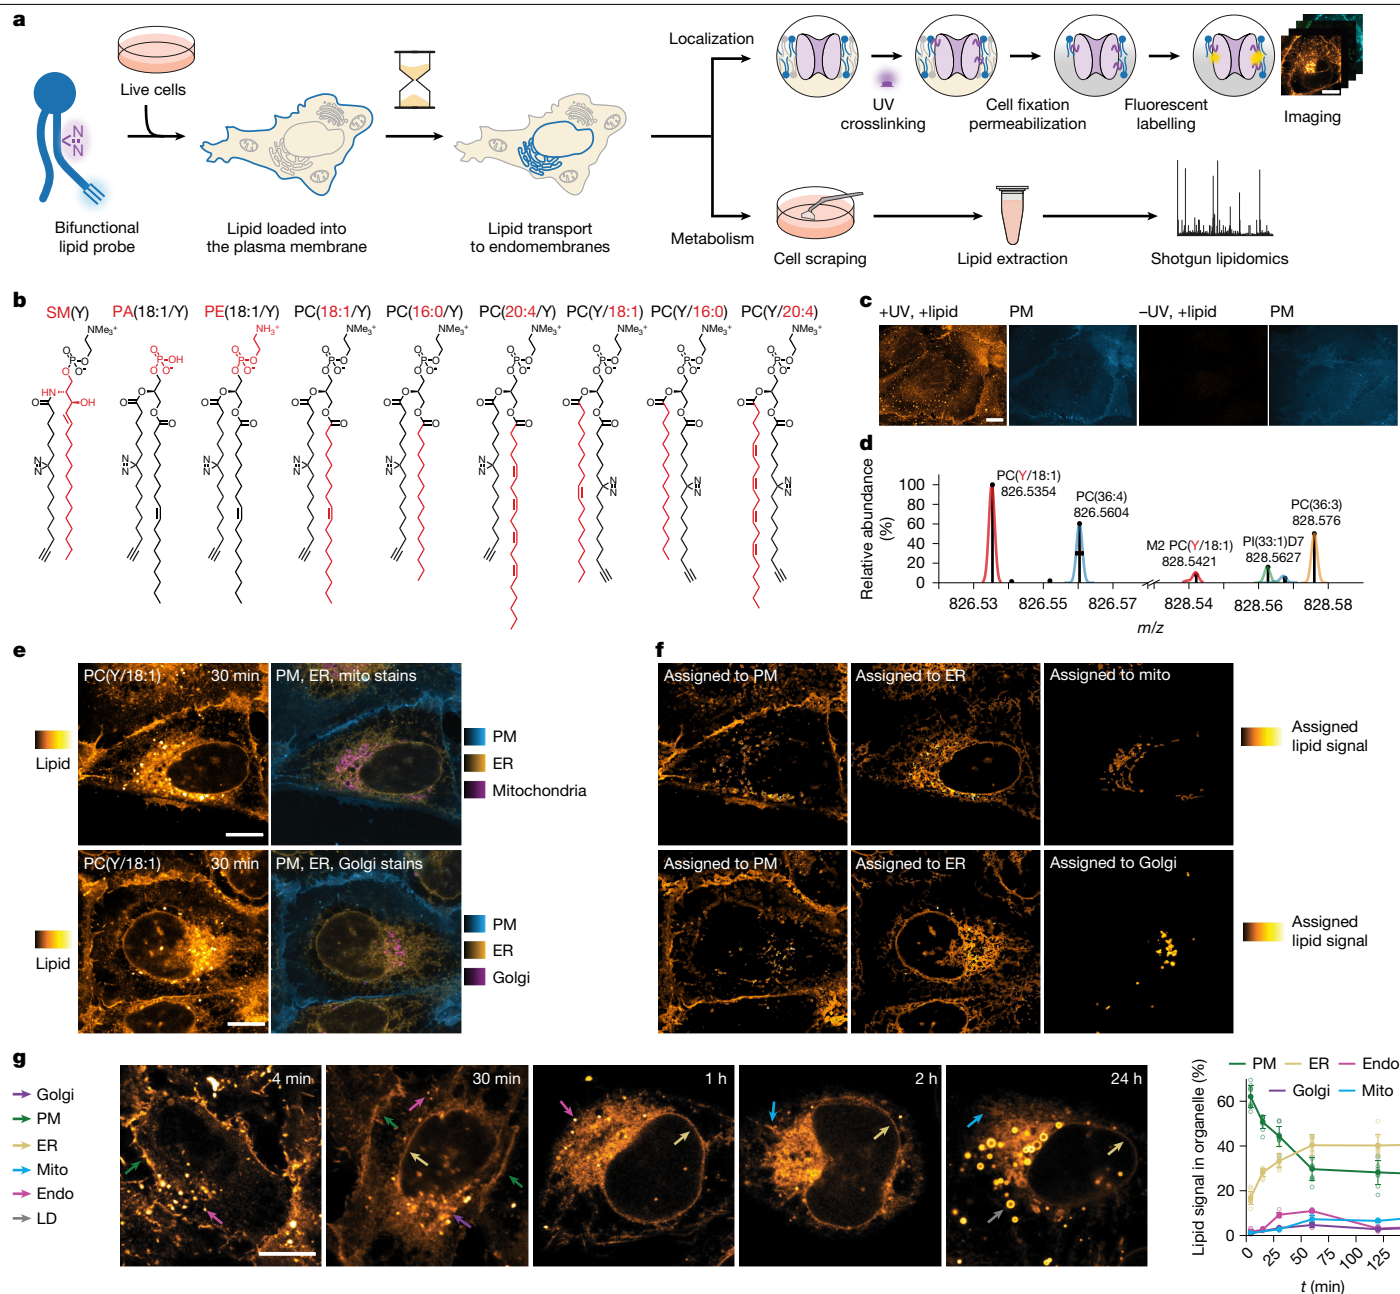 a
Live cells
N
N
Bifunctional
lipid probe
Lipid loaded into
the plasma membrane
Lipid transport
to endomembranes
Localization
Metabolism
UV
crosslinking
Cell fixation
permeabilization
Fluorescent
labelling
Imaging
Cell scraping
Lipid extraction
Shotgun lipidomics
b
SM(Y) PA(18:1/Y) PE(18:1/Y) PC(18:1/Y) PC(16:0/Y) PC(20:4/Y) PC(Y/18:1) PC(Y/16:0) PC(Y/20:4)
NMe₃⁺ NH₃⁺ NMe₃⁺ NMe₃⁺ NMe₃⁺ NMe₃⁺ NMe₃⁺ NMe₃⁺
c
+UV, +lipid PM –UV, +lipid PM
d
Relative abundance
(%)
100
80
60
40
20
0
PC(Y/18:1)
826.5354
PC(36:4)
826.5604
M2 PC(Y/18:1)
828.5421
PI(33:1)D7
828.5627
PC(36:3)
828.576
826.53 826.55 826.57 828.54 828.56 828.58
m/z
e
PC(Y/18:1) 30 min PM, ER, mito stains
Lipid
PM
ER
Mitochondria
PC(Y/18:1) 30 min PM, ER, Golgi stains
Lipid
PM
ER
Golgi
f
Assigned to PM Assigned to ER Assigned to mito
Assigned
lipid signal
Assigned to PM Assigned to ER Assigned to Golgi
Assigned
lipid signal
g
Golgi
PM
ER
Mito
Endo
LD
4 min 30 min 1 h 2 h 24 h
PM ER Endo
Golgi Mito
Lipid signal in organelle (%)
60
40
20
0
0 25 50 75 100 125
t (min)